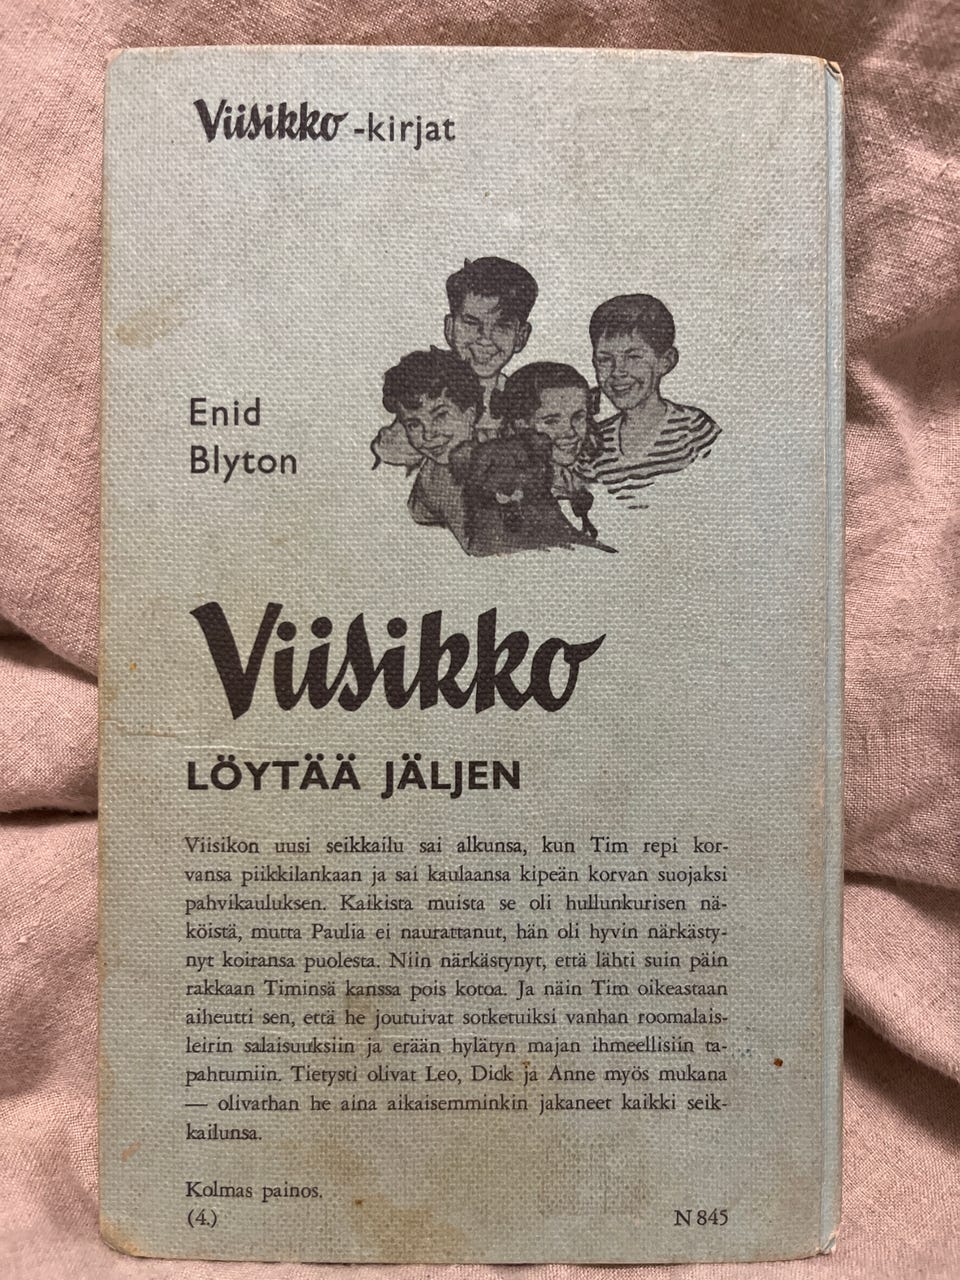 Viisikko -kirjat
Enid
Blyton
Viisikko
LÖYTÄÄ JÄLJEN
Viisikon uusi seikkailu sai alkunsa, kun Tim repi kor-
vansa piikkilankaan ja sai kaulaansa kipeän korvan suojaksi
pahvikauluksen. Kaikista muista se oli hullunkurisen nä-
köistä, mutta Paulia ei naurattanut, hän oli hyvin närkästy-
nyt koiransa puolesta. Niin närkästynyt, että lähti suin päin
rakkaan Timinsä kanssa pois kotoa. Ja näin Tim oikeastaan
aiheutti sen, että he joutuivat sotketuiksi vanhan roomalais-
leirin salaisuuksiin ja erään hylätyn majan ihmeellisiin ta-
pahtumiin. Tietysti olivat Leo, Dick ja Anne myös mukana
— olivathan he aina aikaisemminkin jakaneet kaikki seik-
kailunsa.
Kolmas painos.
(4.) N 845